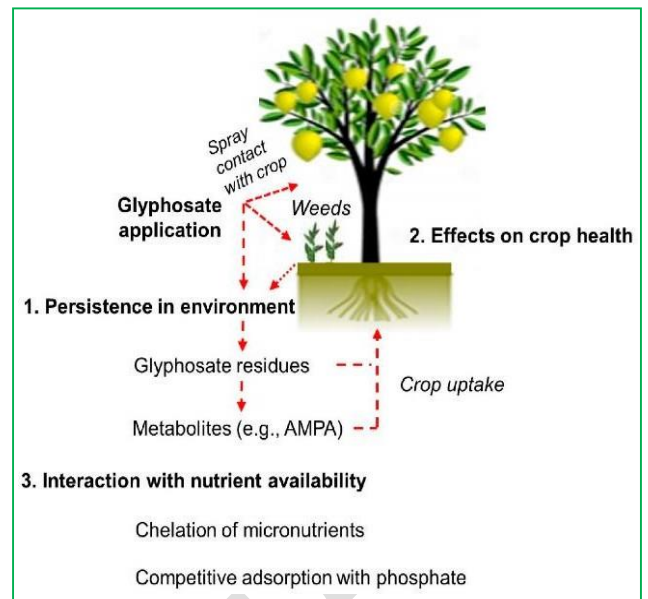 Spray
contact
with crop
Glyphosate
application
Weeds
2. Effects on crop health
1. Persistence in environment
Glyphosate residues
Crop uptake
Metabolites (e.g., AMPA)
3. Interaction with nutrient availability
Chelation of micronutrients
Competitive adsorption with phosphate